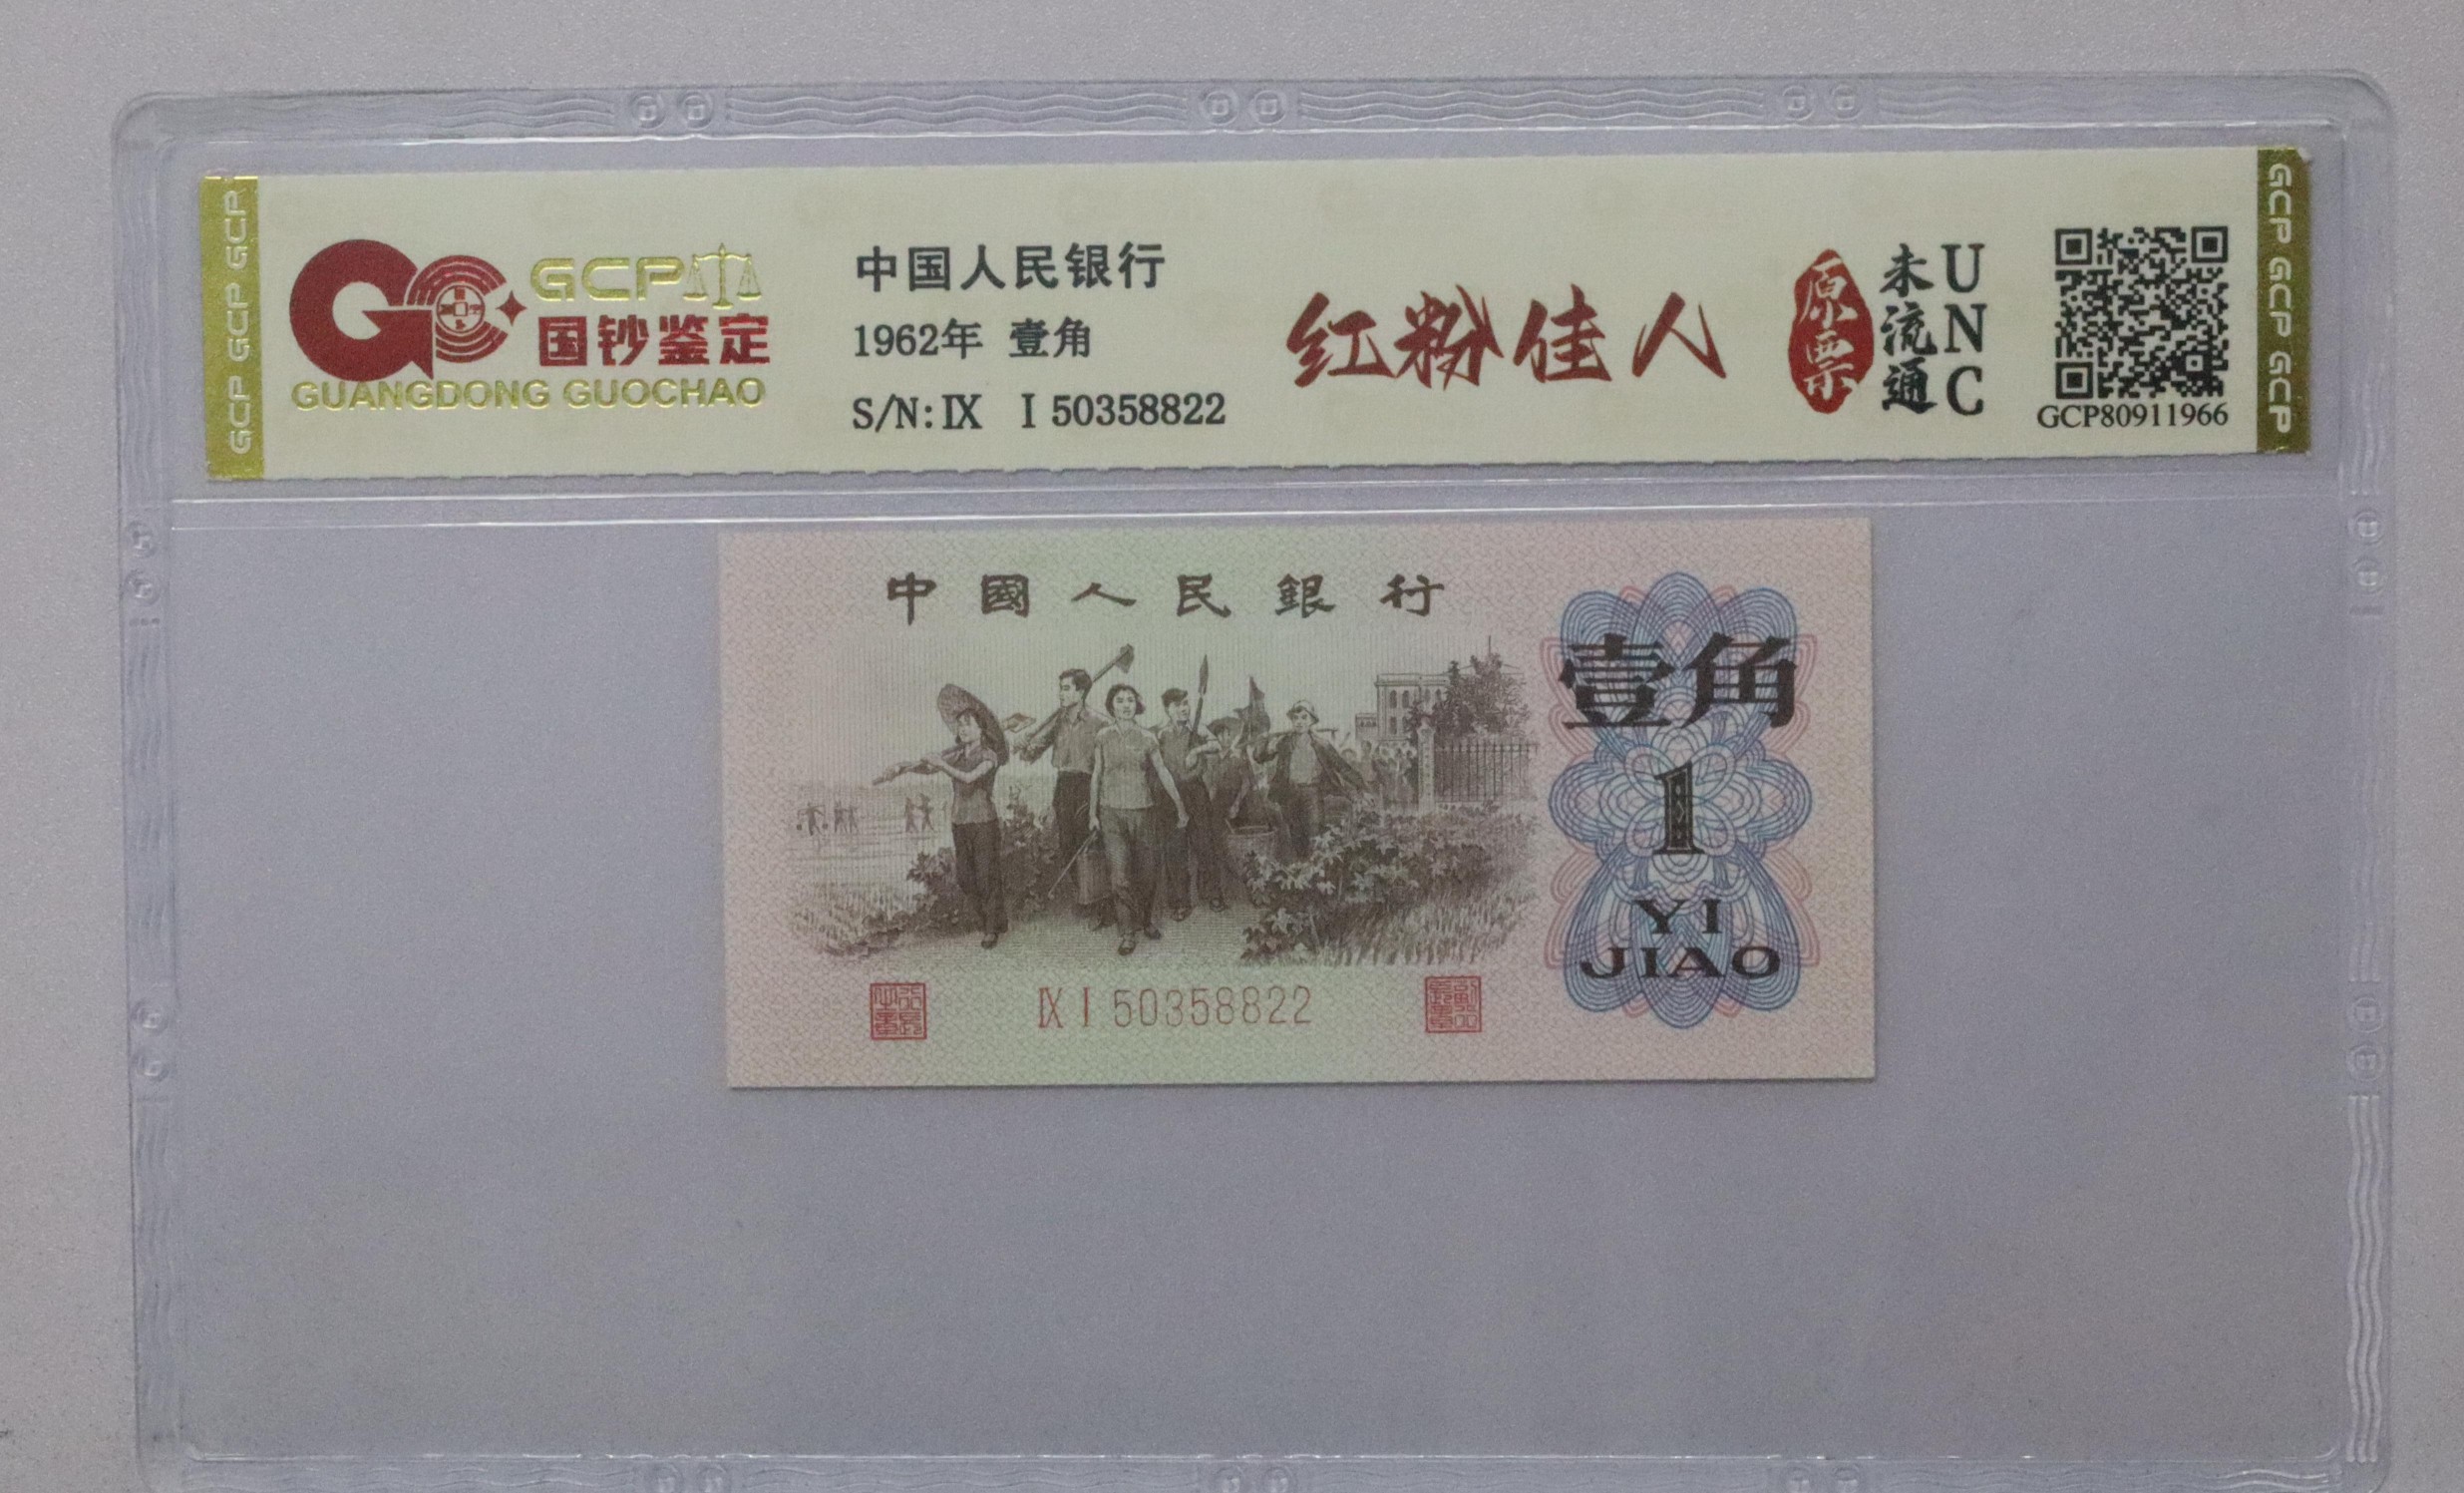 GCP GCP GCP
GCP
国钞鉴定
GUANGDONG GUOCHAO
中国人民银行
1962年 壹角
S/N: IX I 50358822
红粉佳人
原票
未流通
UNC
GCP80911966
GCP GCP GCP
中國人民銀行
壹角
1
YI
JIAO
IX I 50358822